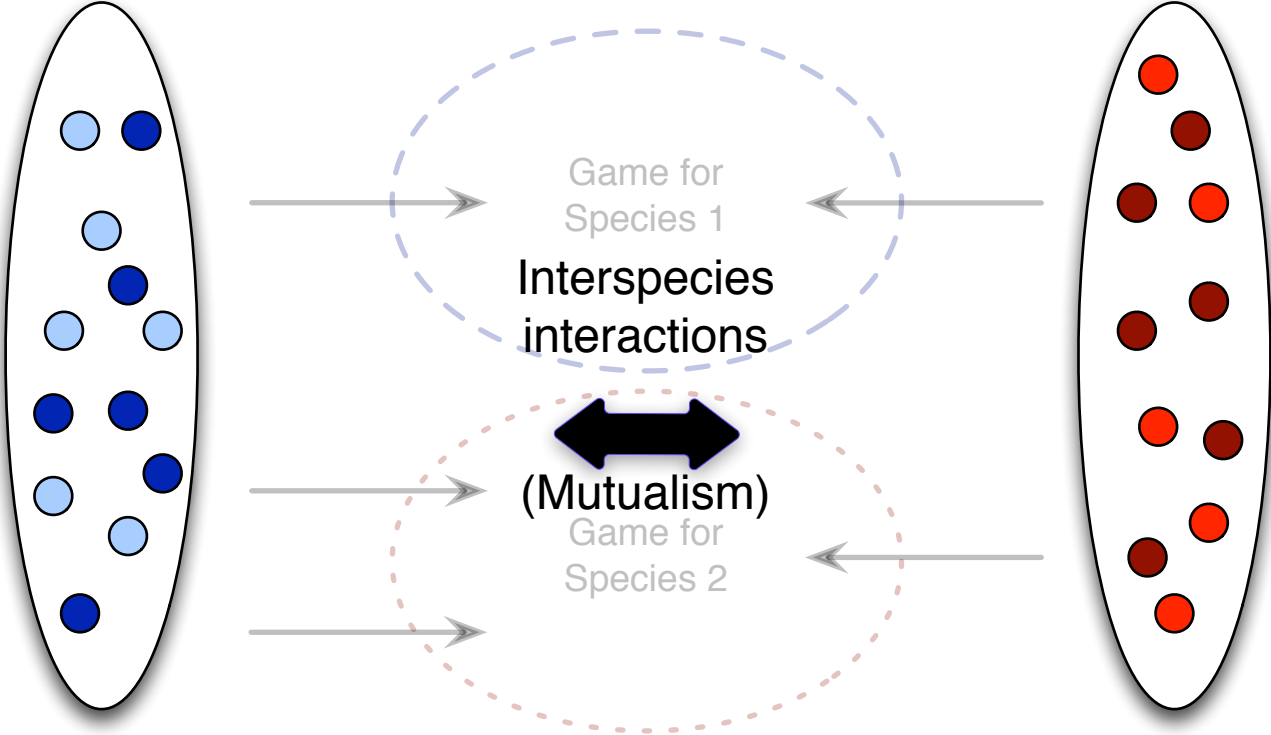 Game for
Species 1
Interspecies
interactions
(Mutualism)
Game for
Species 2